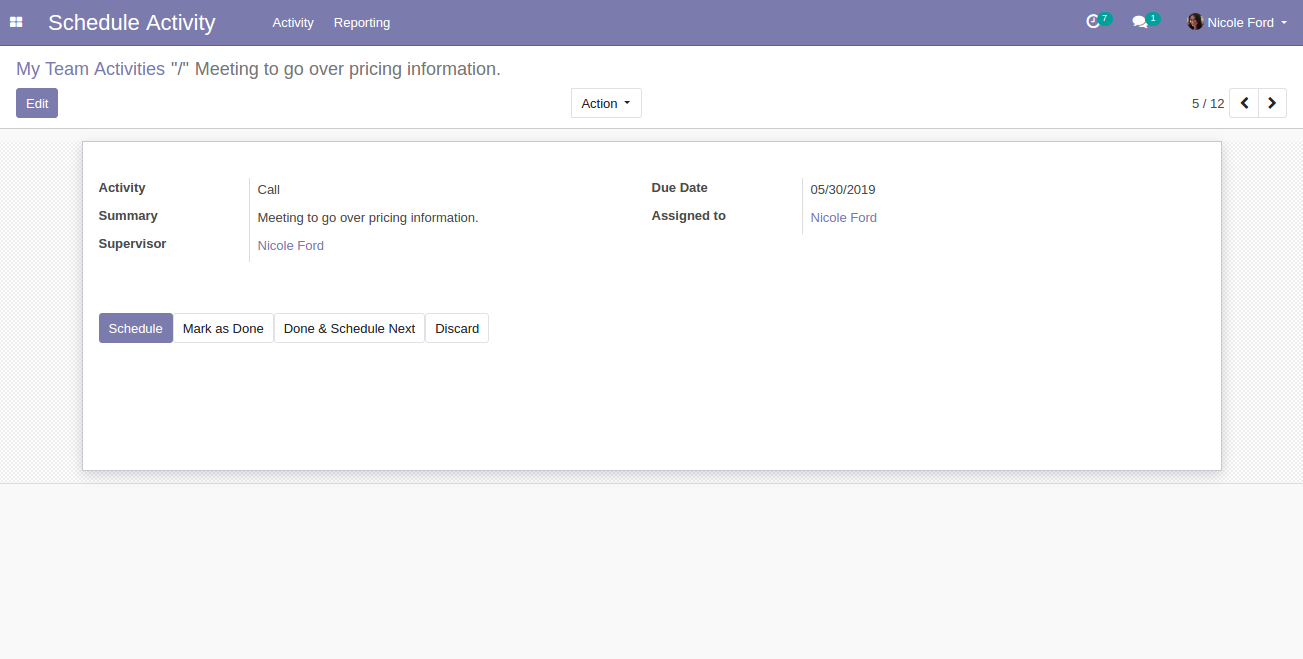 Schedule Activity Activity Reporting 7 1 Nicole Ford
My Team Activities "/" Meeting to go over pricing information.
Edit Action 5 / 12
Activity Call Due Date 05/30/2019
Summary Meeting to go over pricing information. Assigned to Nicole Ford
Supervisor Nicole Ford
Schedule Mark as Done Done & Schedule Next Discard